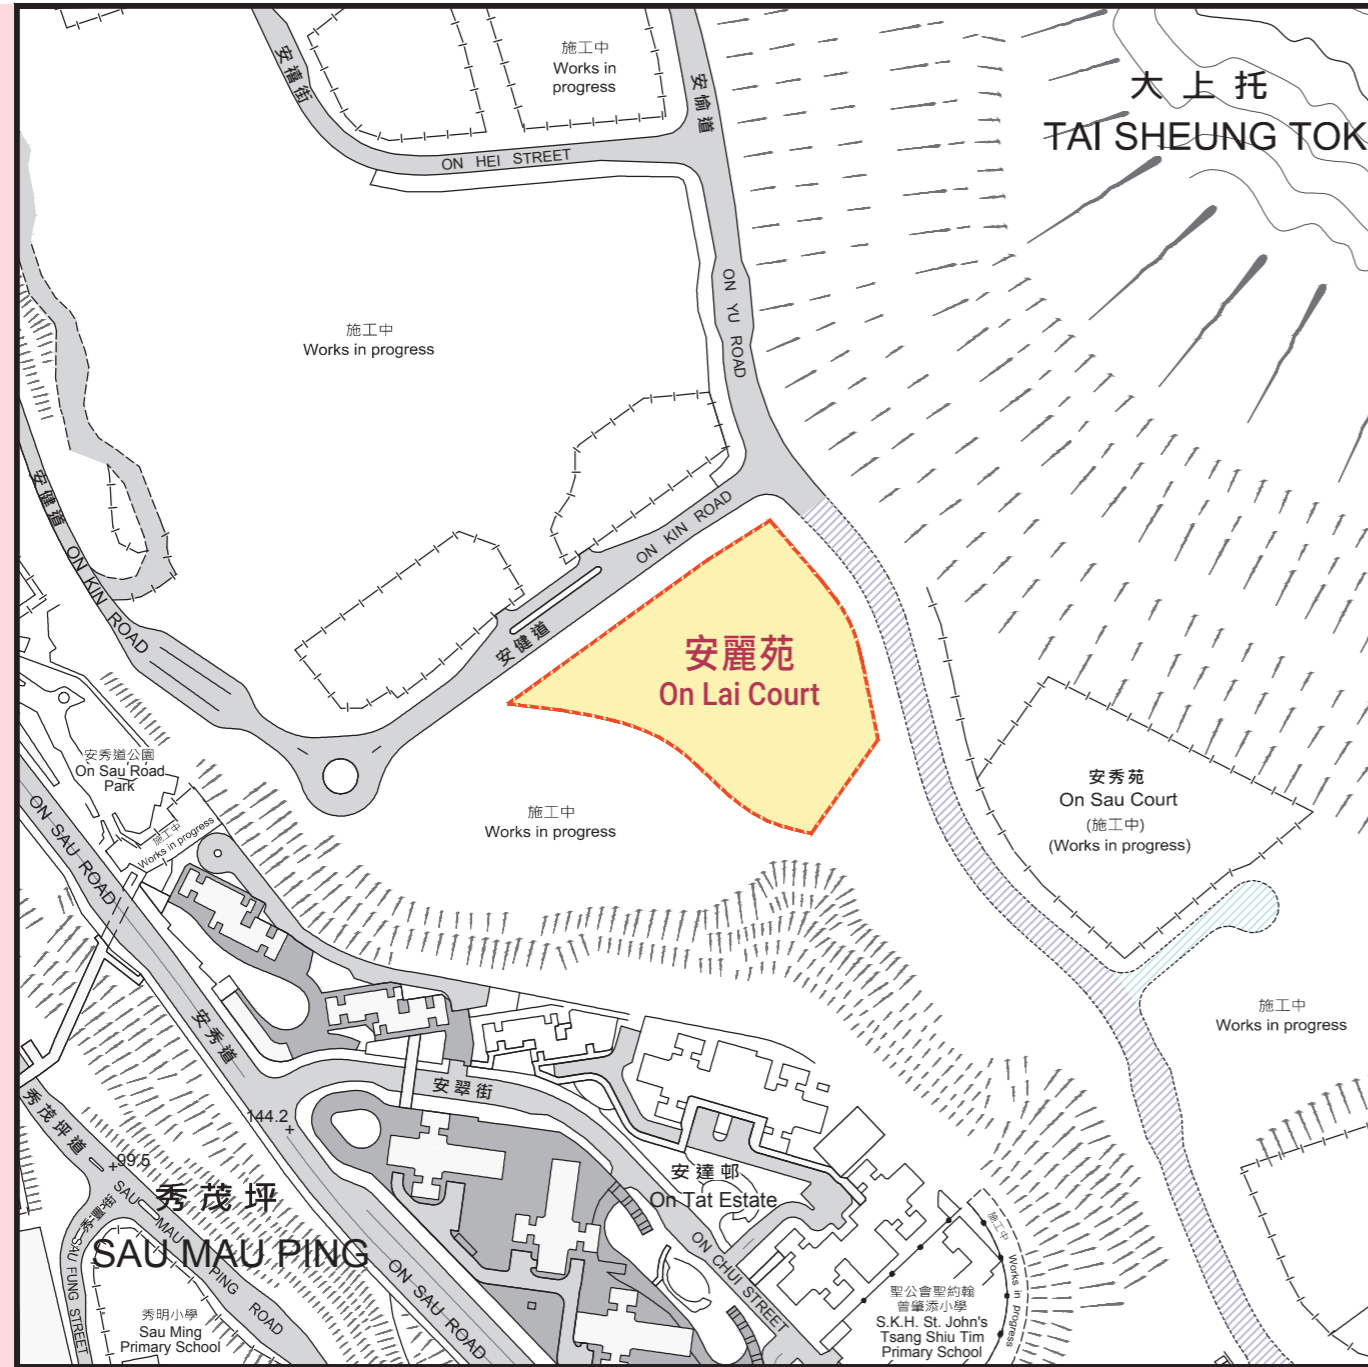 安禧街
施工中
Works in
progress
安愉道
大上托
TAI SHEUNG TOK
ON HEI STREET
ON YU ROAD
施工中
Works in progress
安健道
ON KIN ROAD
ON KIN ROAD
安健道
安麗苑
On Lai Court
安秀道公園
On Sau Road
Park
施工中
Works in progress
ON SAU ROAD
施工中
Works in progress
安秀苑
On Sau Court
(施工中)
(Works in progress)
施工中
Works in progress
安秀道
安翠街
144.2
秀茂坪道
99.5
秀茂坪
SAU MAU PING
SAU MAU PING ROAD
秀豐街
SAU FUNG STREET
ON SAU ROAD
安達邨
On Tat Estate
ON CHUI STREET
秀明小學
Sau Ming
Primary School
聖公會聖約翰
曾肇添小學
S.K.H. St. John's
Tsang Shiu Tim
Primary School
施工中
Works in progress